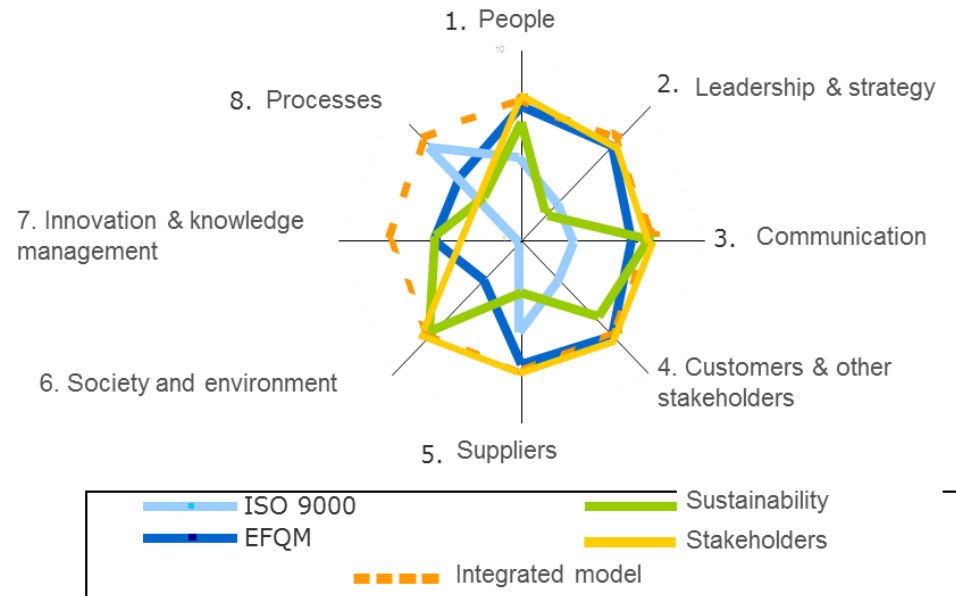 1. People
10
2. Leadership & strategy
8. Processes
7. Innovation & knowledge
management
3. Communication
6. Society and environment
4. Customers & other
stakeholders
5. Suppliers
ISO 9000
Sustainability
EFQM
Stakeholders
Integrated model